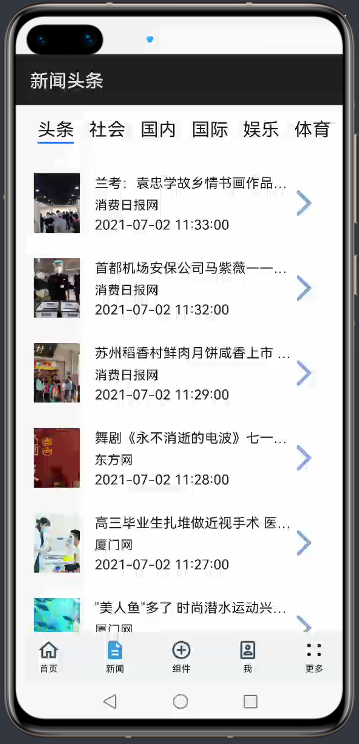 新闻头条
头条 社会 国内 国际 娱乐 体育
兰考：袁忠学故乡情书画作品...
消费日报网
2021-07-02 11:33:00
首都机场安保公司马紫薇一一...
消费日报网
2021-07-02 11:32:00
苏州稻香村鲜肉月饼咸香上市 ...
消费日报网
2021-07-02 11:29:00
舞剧《永不消逝的电波》七一...
东方网
2021-07-02 11:28:00
高三毕业生扎堆做近视手术 医...
厦门网
2021-07-02 11:27:00
"美人鱼"多了 时尚潜水运动兴...
厦门网
首页 新闻 组件 我 更多